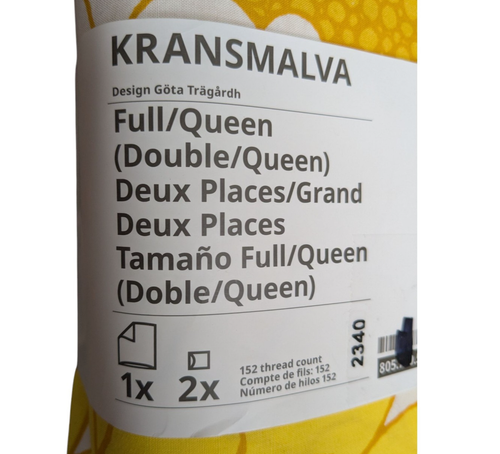 KRANSMALVA
Design Göta Trägårdh
Full/Queen
(Double/Queen)
Deux Places/Grand
Deux Places
Tamaño Full/Queen
(Doble/Queen)
1x 2x
152 thread count
Compte de fils: 152
Número de hilos 152
2340